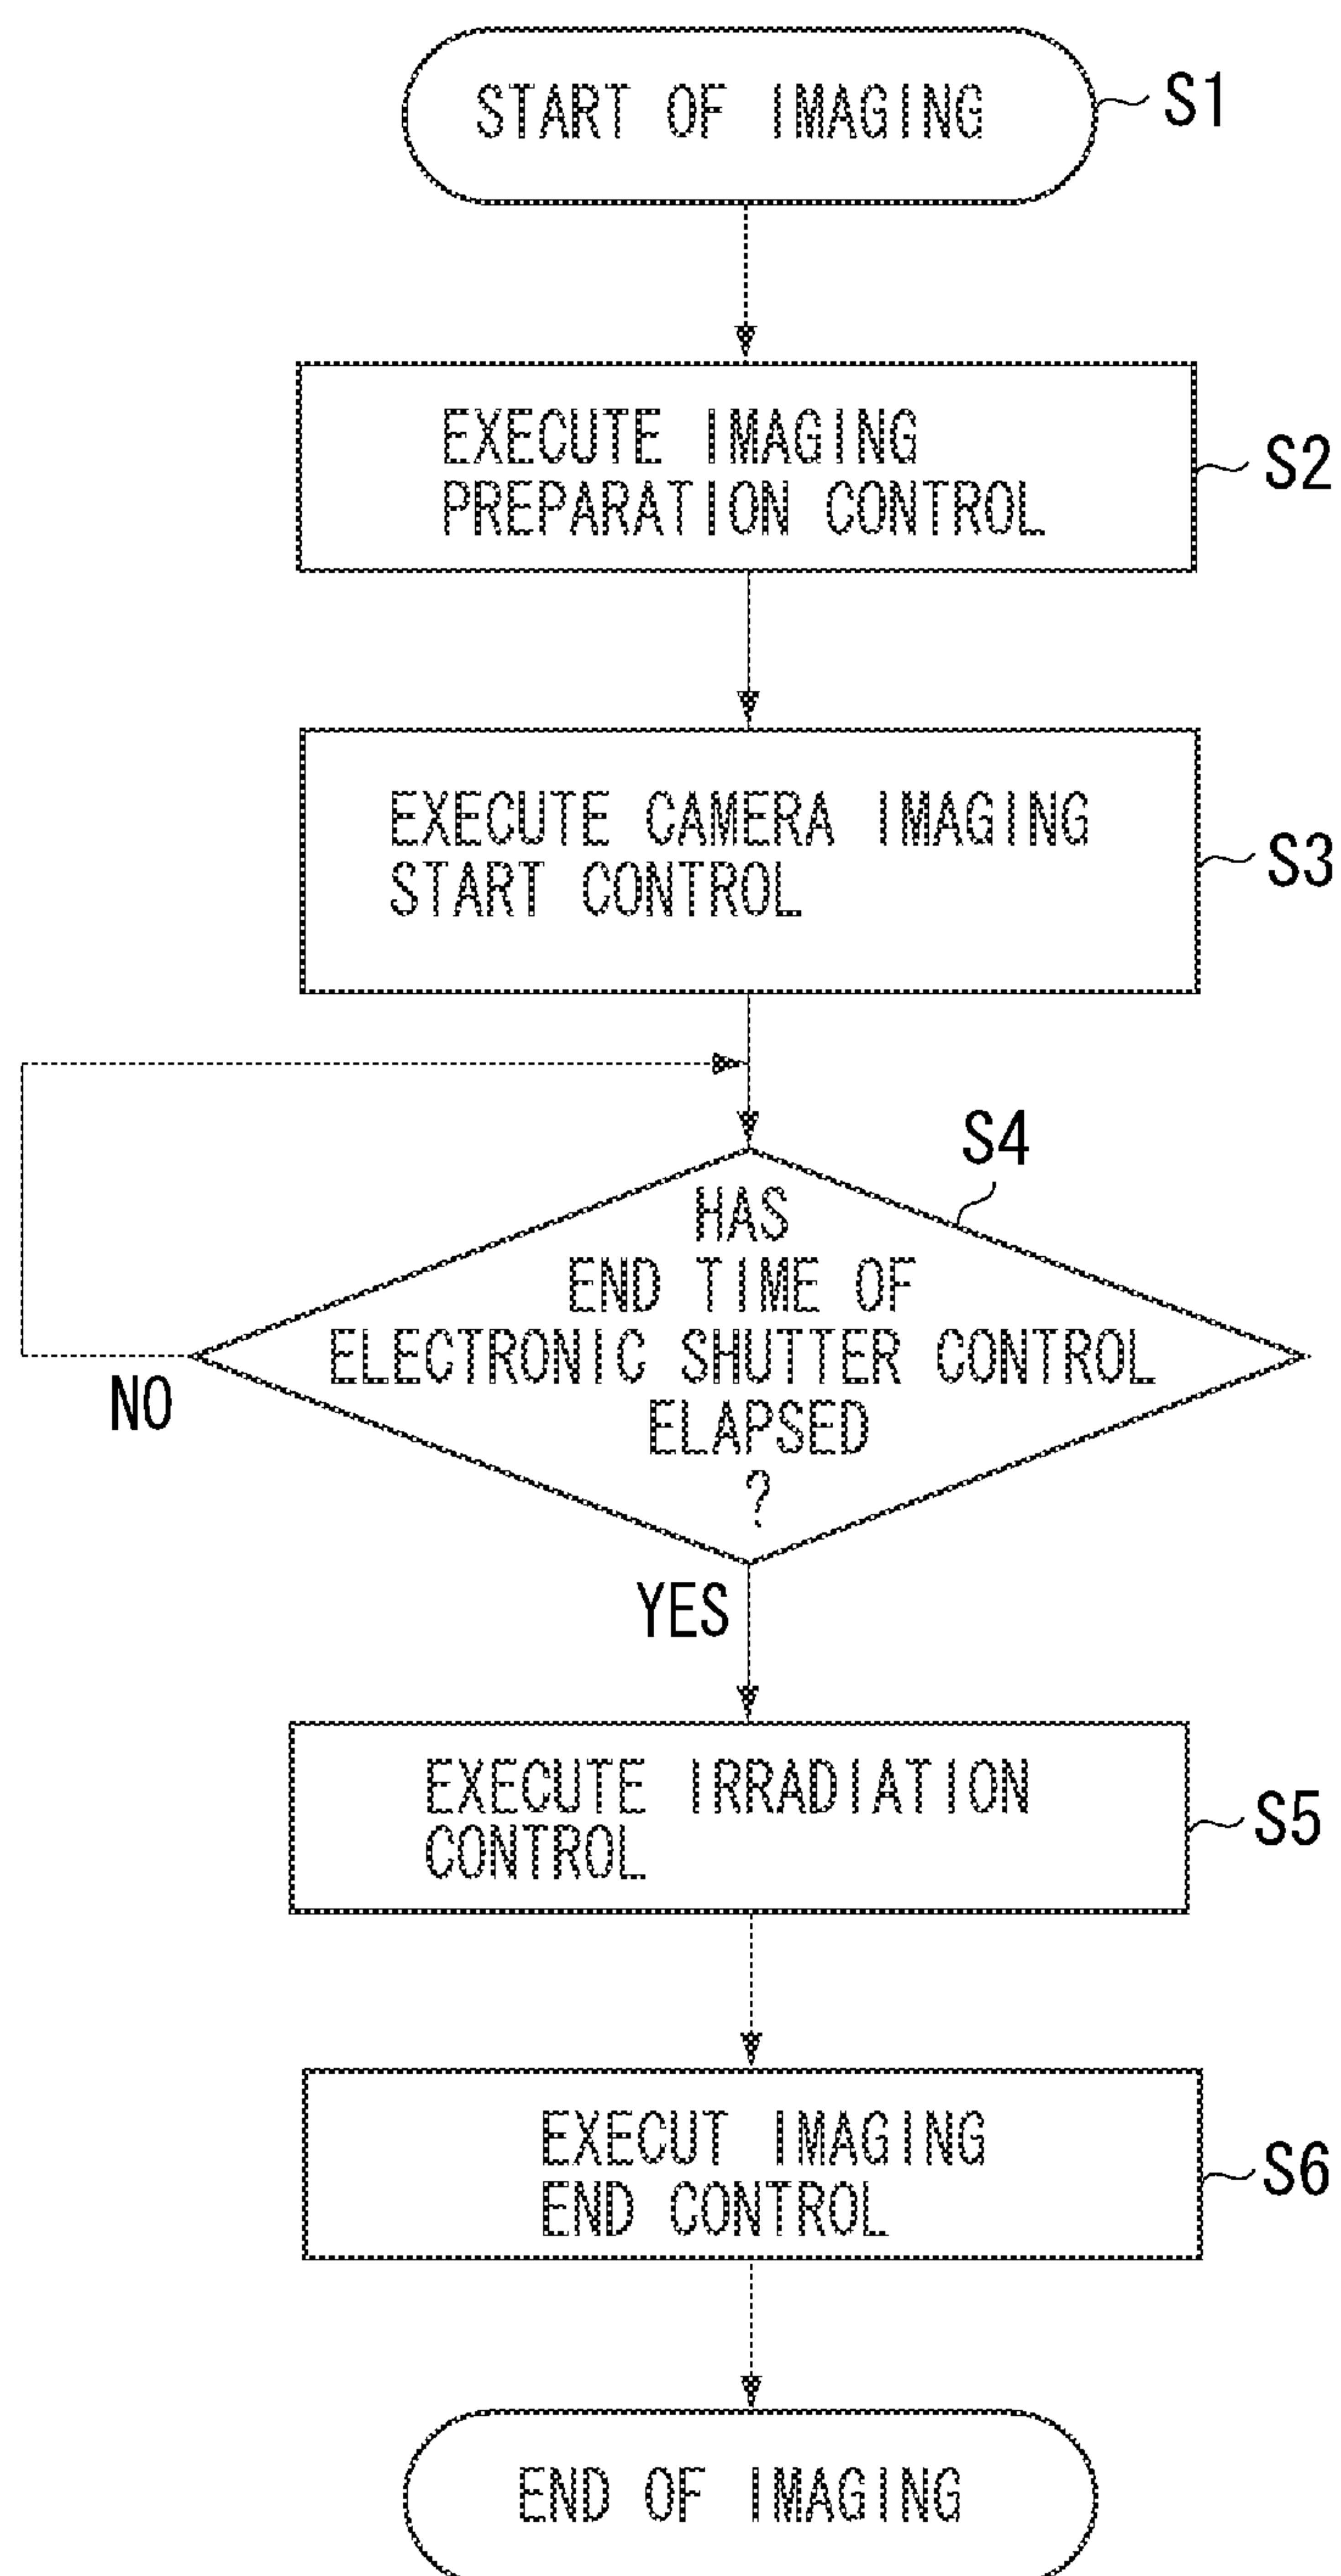 START OF IMAGING
S1
EXECUTE IMAGING
PREPARATION CONTROL
S2
EXECUTE CAMERA IMAGING
START CONTROL
S3
S4
HAS
END TIME OF
ELECTRONIC SHUTTER CONTROL
ELAPSED
?
NO
YES
EXECUTE IRRADIATION
CONTROL
S5
EXECUT IMAGING
END CONTROL
S6
END OF IMAGING